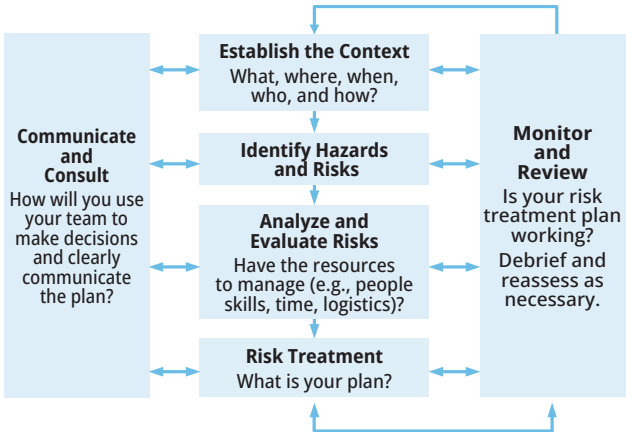 Establish the Context
What, where, when,
who, and how?
Communicate
and
Consult
How will you use
your team to
make decisions
and clearly
communicate
the plan?
Identify Hazards
and Risks
Analyze and
Evaluate Risks
Have the resources
to manage (e.g., people
skills, time, logistics)?
Risk Treatment
What is your plan?
Monitor
and
Review
Is your risk
treatment plan
working?
Debrief and
reassess as
necessary.